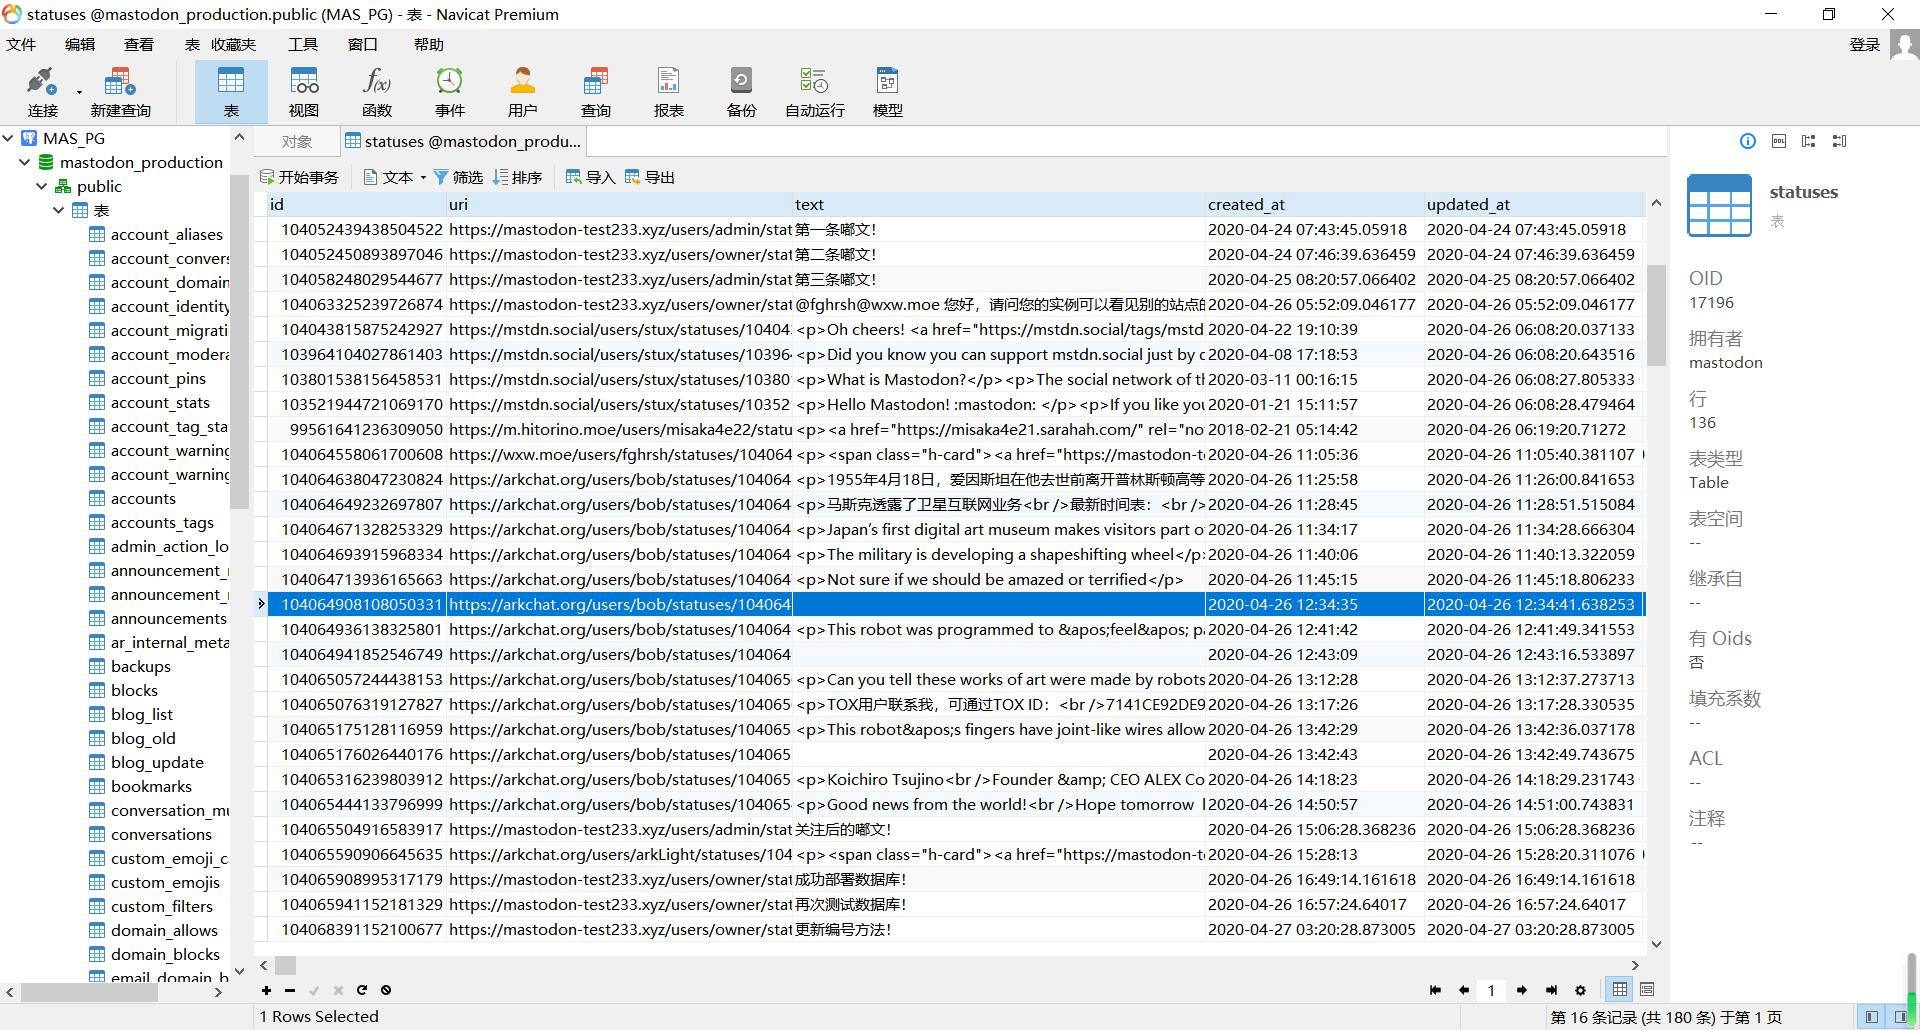 statuses @mastodon_production.public (MAS_PG) - 表 - Navicat Premium
文件 编辑 查看 表 收藏夹 工具 窗口 帮助 登录
连接 新建查询 表 视图 函数 事件 用户 查询 报表 备份 自动运行 模型
MAS_PG
mastodon_production
public
表
account_aliases
account_convers
account_domain
account_identity
account_migrati
account_modera
account_pins
account_stats
account_tag_sta
account_warning
account_warning
accounts
accounts_tags
admin_action_lo
announcement_
announcement_
announcements
ar_internal_meta
backups
blocks
blog_list
blog_old
blog_update
bookmarks
conversation_mu
conversations
custom_emoji_c
custom_emojis
custom_filters
domain_allows
domain_blocks
email_domain_b
对象 statuses @mastodon_produ...
开始事务 文本 筛选 排序 导入 导出
id uri text created_at updated_at
104052439438504522 https://mastodon-test233.xyz/users/admin/stat 第一条嘟文！ 2020-04-24 07:43:45.05918 2020-04-24 07:43:45.05918
104052450893897046 https://mastodon-test233.xyz/users/owner/stat 第二条嘟文！ 2020-04-24 07:46:39.636459 2020-04-24 07:46:39.636459
104058248029544677 https://mastodon-test233.xyz/users/admin/stat 第三条嘟文！ 2020-04-25 08:20:57.066402 2020-04-25 08:20:57.066402
104063325239726874 https://mastodon-test233.xyz/users/owner/stat @fghrsh@wxw.moe 您好，请问您的实例可以看见别的站点的 2020-04-26 05:52:09.046177 2020-04-26 05:52:09.046177
104043815875242927 https://mstdn.social/users/stux/statuses/10404 <p>Oh cheers! <a href="https://mstdn.social/tags/mstd 2020-04-22 19:10:39 2020-04-26 06:08:20.037133
103964104027861403 https://mstdn.social/users/stux/statuses/10396 <p>Did you know you can support mstdn.social just by c 2020-04-08 17:18:53 2020-04-26 06:08:20.643516
103801538156458531 https://mstdn.social/users/stux/statuses/10380 <p>What is Mastodon?</p><p>The social network of th 2020-03-11 00:16:15 2020-04-26 06:08:27.805333
103521944721069170 https://mstdn.social/users/stux/statuses/10352 <p>Hello Mastodon! :mastodon: </p><p>If you like you 2020-01-21 15:11:57 2020-04-26 06:08:28.479464
99561641236309050 https://m.hitorino.moe/users/misaka4e22/statu <p><a href="https://misaka4e21.sarahah.com/" rel="no 2018-02-21 05:14:42 2020-04-26 06:19:20.71272
104064558061700608 https://wxw.moe/users/fghrsh/statuses/104064 <p><span class="h-card"><a href="https://mastodon-t 2020-04-26 11:05:36 2020-04-26 11:05:40.381107
104064638047230824 https://arkchat.org/users/bob/statuses/104064 <p>1955年4月18日，爱因斯坦在他去世前离开普林斯顿高等 2020-04-26 11:25:58 2020-04-26 11:26:00.841653
104064649232697807 https://arkchat.org/users/bob/statuses/104064 <p>马斯克透露了卫星互联网业务<br />最新时间表：<br /> 2020-04-26 11:28:45 2020-04-26 11:28:51.515084
104064671328253329 https://arkchat.org/users/bob/statuses/104064 <p>Japan’s first digital art museum makes visitors part o 2020-04-26 11:34:17 2020-04-26 11:34:28.666304
104064693915968334 https://arkchat.org/users/bob/statuses/104064 <p>The military is developing a shapeshifting wheel</p> 2020-04-26 11:40:06 2020-04-26 11:40:13.322059
104064713936165663 https://arkchat.org/users/bob/statuses/104064 <p>Not sure if we should be amazed or terrified</p> 2020-04-26 11:45:15 2020-04-26 11:45:18.806233
104064908108050331 https://arkchat.org/users/bob/statuses/104064 2020-04-26 12:34:35 2020-04-26 12:34:41.638253
104064936138325801 https://arkchat.org/users/bob/statuses/104064 <p>This robot was programmed to &apos;feel&apos; pa 2020-04-26 12:41:42 2020-04-26 12:41:49.341553
104064941852546749 https://arkchat.org/users/bob/statuses/104064 2020-04-26 12:43:09 2020-04-26 12:43:16.533897
104065057244438153 https://arkchat.org/users/bob/statuses/104065 <p>Can you tell these works of art were made by robots 2020-04-26 13:12:28 2020-04-26 13:12:37.273713
104065076319127827 https://arkchat.org/users/bob/statuses/104065 <p>TOX用户联系我，可通过TOX ID：<br />7141CE92DE9 2020-04-26 13:17:26 2020-04-26 13:17:28.330535
104065175128116959 https://arkchat.org/users/bob/statuses/104065 <p>This robot&apos;s fingers have joint-like wires allow 2020-04-26 13:42:29 2020-04-26 13:42:36.037178
104065176026440176 https://arkchat.org/users/bob/statuses/104065 2020-04-26 13:42:43 2020-04-26 13:42:49.743675
104065316239803912 https://arkchat.org/users/bob/statuses/104065 <p>Koichiro Tsujino<br />Founder &amp; CEO ALEX Co 2020-04-26 14:18:23 2020-04-26 14:18:29.231743
104065444133796999 https://arkchat.org/users/bob/statuses/104065 <p>Good news from the world!<br />Hope tomorrow 2020-04-26 14:50:57 2020-04-26 14:51:00.743831
104065504916583917 https://mastodon-test233.xyz/users/admin/stat 关注后的嘟文！ 2020-04-26 15:06:28.368236 2020-04-26 15:06:28.368236
104065590906645635 https://arkchat.org/users/arkLight/statuses/104 <p><span class="h-card"><a href="https://mastodon-t 2020-04-26 15:28:13 2020-04-26 15:28:20.311076
104065908995317179 https://mastodon-test233.xyz/users/owner/stat 成功部署数据库！ 2020-04-26 16:49:14.161618 2020-04-26 16:49:14.161618
104065941152181329 https://mastodon-test233.xyz/users/owner/stat 再次测试数据库！ 2020-04-26 16:57:24.64017 2020-04-26 16:57:24.64017
104068391152100677 https://mastodon-test233.xyz/users/owner/stat 更新编号方法！ 2020-04-27 03:20:28.873005 2020-04-27 03:20:28.873005
1
1 Rows Selected
第 16 条记录 (共 180 条) 于第 1 页
statuses
表
OID
17196
拥有者
mastodon
行
136
表类型
Table
表空间
--
继承自
--
有 Oids
否
填充系数
--
ACL
--
注释
--